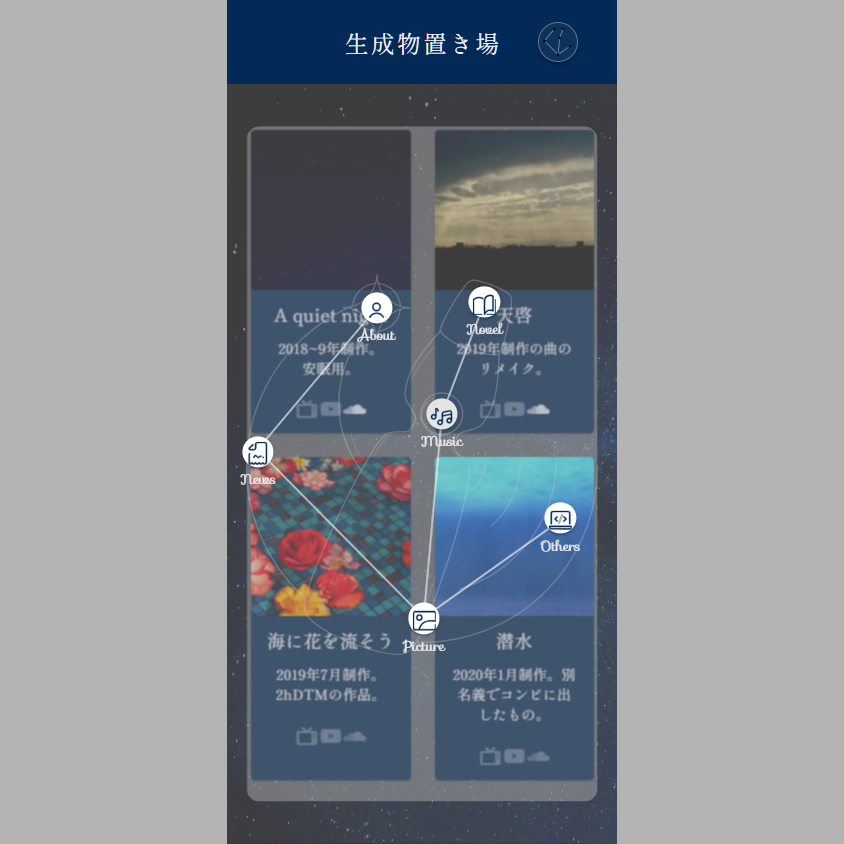 生成物置き場
A quiet nig
天啓
2018~9年制作。
安眠用。
2019年制作の曲の
リメイク。
About
Novel
Music
News
Others
Picture
海に花を流そう
2019年7月制作。
2hDTMの作品。
潜水
2020年1月制作。別
名義でコンピに出
したもの。